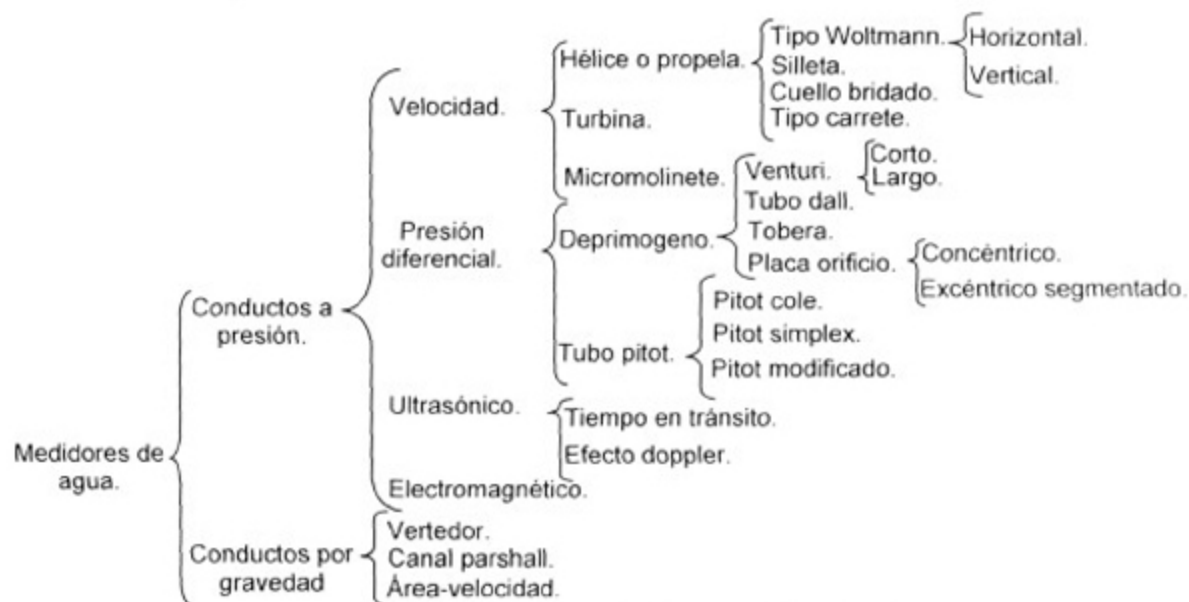 Medidores de
agua.
Conductos a
presión.
Velocidad.
Hélice o propela.
Tipo Woltmann.
Horizontal.
Vertical.
Silleta.
Cuello bridado.
Tipo carrete.
Turbina.
Micromolinete.
Presión
diferencial.
Deprimogeno.
Venturi.
Corto.
Largo.
Tubo dall.
Tobera.
Placa orificio.
Concéntrico.
Excéntrico segmentado.
Tubo pitot.
Pitot cole.
Pitot simplex.
Pitot modificado.
Ultrasónico.
Tiempo en tránsito.
Efecto doppler.
Electromagnético.
Conductos por
gravedad
Vertedor.
Canal parshall.
Área-velocidad.